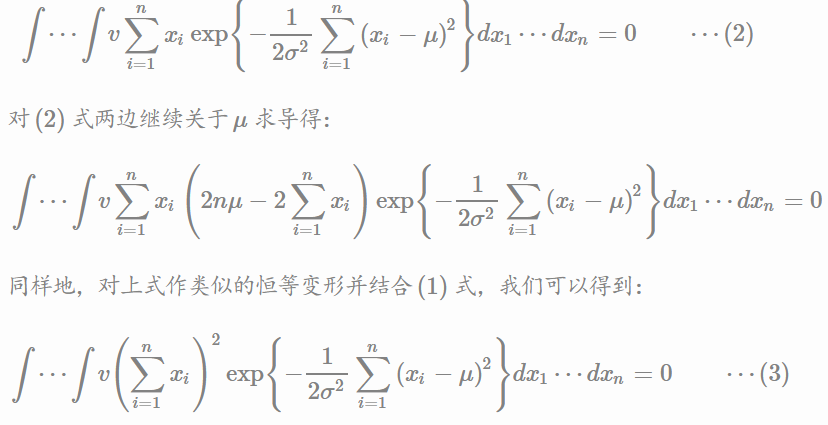 $$\int\cdots\int v\sum_{i=1}^{n}x_i\exp\left\{-\frac{1}{2\sigma^2}\sum_{i=1}^{n}(x_i-\mu)^2\right\}dx_1\cdots dx_n=0 \qquad \cdots(2)$$
对 (2) 式两边继续关于 μ 求导得：
$$\int\cdots\int v\sum_{i=1}^{n}x_i\left(2n\mu-2\sum_{i=1}^{n}x_i\right)\exp\left\{-\frac{1}{2\sigma^2}\sum_{i=1}^{n}(x_i-\mu)^2\right\}dx_1\cdots dx_n=0$$
同样地，对上式作类似的恒等变形并结合 (1) 式，我们可以得到：
$$\int\cdots\int v\left(\sum_{i=1}^{n}x_i\right)^2\exp\left\{-\frac{1}{2\sigma^2}\sum_{i=1}^{n}(x_i-\mu)^2\right\}dx_1\cdots dx_n=0 \qquad \cdots(3)$$